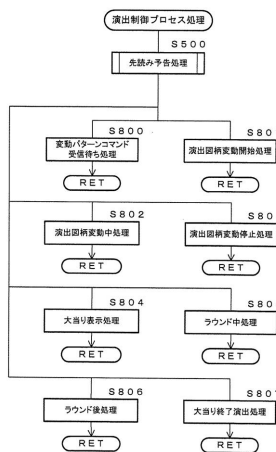 演出制御プロセス処理
S500
先読み予告処理
S800
変動パターンコマンド
受信待ち処理
RET
S80
演出図柄変動開始処理
RET
S802
演出図柄変動中処理
RET
S80
演出図柄変動停止処理
RET
S804
大当り表示処理
RET
S80
ラウンド中処理
RET
S806
ラウンド後処理
RET
S807
大当り終了演出処理
RET